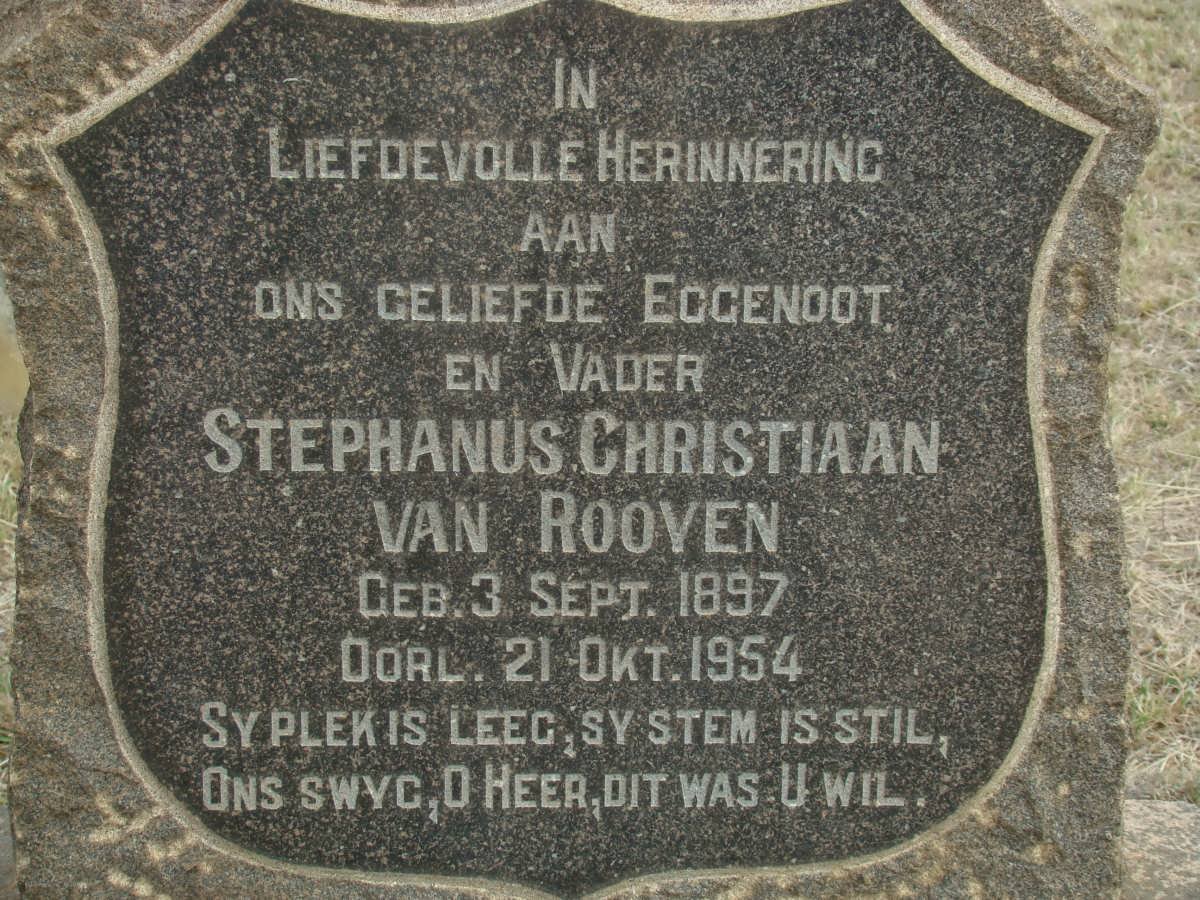 IN
LIEFDEVOLLE HERINNERING
AAN
ONS GELIEFDE EGGENOOT
EN VADER
STEPHANUS CHRISTIAAN
VAN ROOYEN
GEB. 3 SEPT. 1897
OORL. 21 OKT. 1954
SY PLEK IS LEEG, SY STEM IS STIL,
ONS SWYG, O HEER, DIT WAS U WIL.